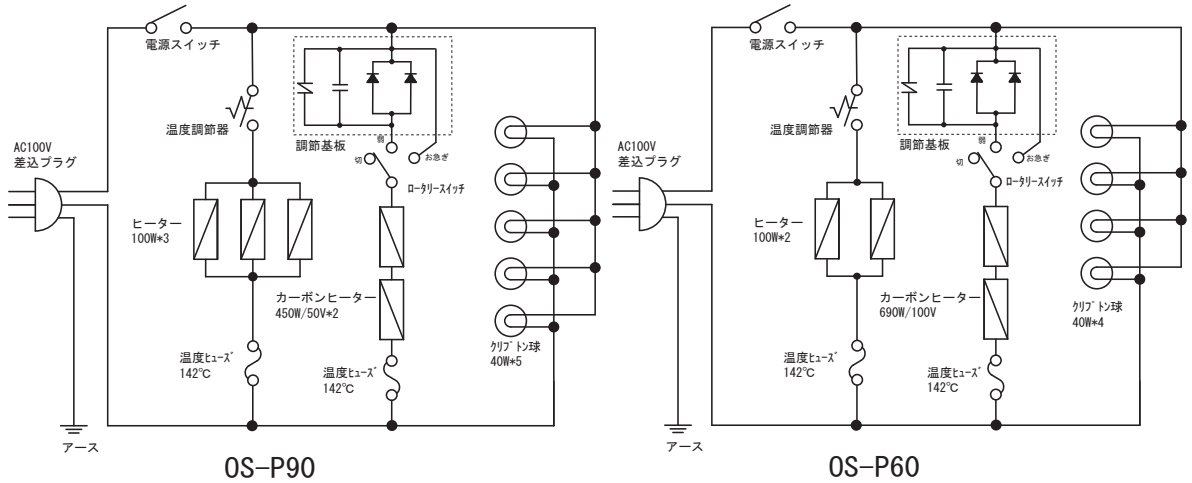 電源スイッチ
温度調節器
調節基板
弱
切
お急ぎ
ロータリースイッチ
AC100V
差込プラグ
ヒーター
100W*3
カーボンヒーター
450W/50V*2
クリプトン球
40W*5
温度ヒューズ
142℃
温度ヒューズ
142℃
アース
OS-P90
電源スイッチ
温度調節器
調節基板
弱
切
お急ぎ
ロータリースイッチ
AC100V
差込プラグ
ヒーター
100W*2
カーボンヒーター
690W/100V
クリプトン球
40W*4
温度ヒューズ
142℃
温度ヒューズ
142℃
アース
OS-P60